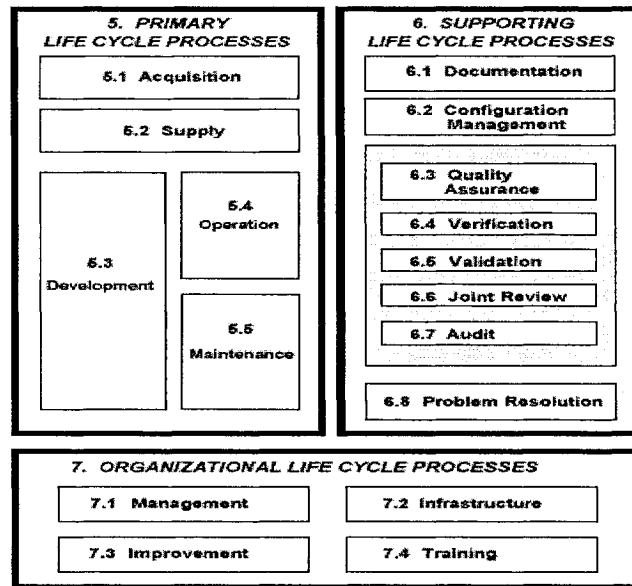 5. PRIMARY
LIFE CYCLE PROCESSES
5.1 Acquisition
5.2 Supply
5.3
Development
5.4
Operation
5.5
Maintenance
6. SUPPORTING
LIFE CYCLE PROCESSES
6.1 Documentation
6.2 Configuration
Management
6.3 Quality
Assurance
6.4 Verification
6.5 Validation
6.6 Joint Review
6.7 Audit
6.8 Problem Resolution
7. ORGANIZATIONAL LIFE CYCLE PROCESSES
7.1 Management
7.2 Infrastructure
7.3 Improvement
7.4 Training